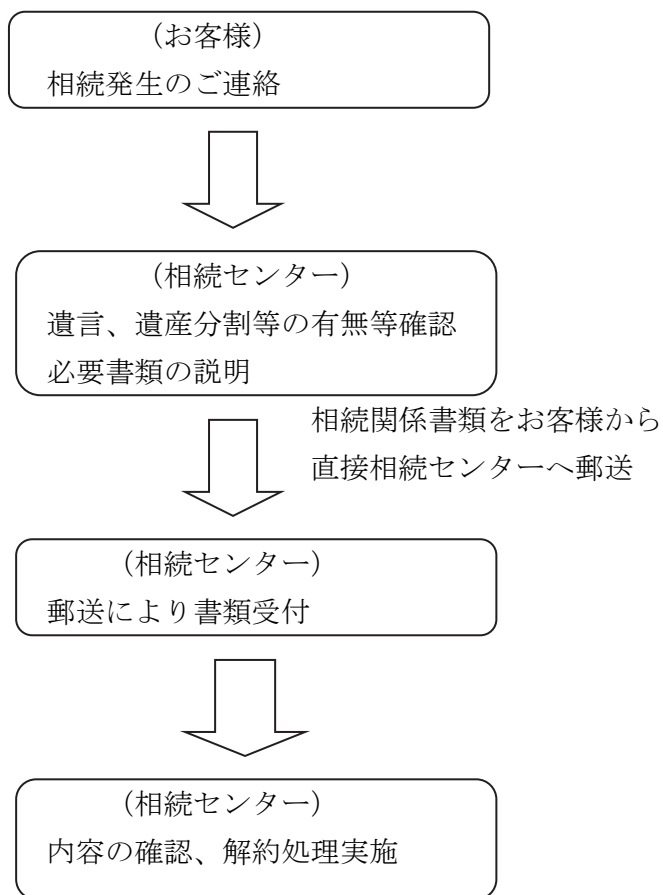 (お客様)
相続発生のご連絡
(相続センター)
遺言、遺産分割等の有無等確認
必要書類の説明
相続関係書類をお客様から
直接相続センターへ郵送
(相続センター)
郵送により書類受付
(相続センター)
内容の確認、解約処理実施